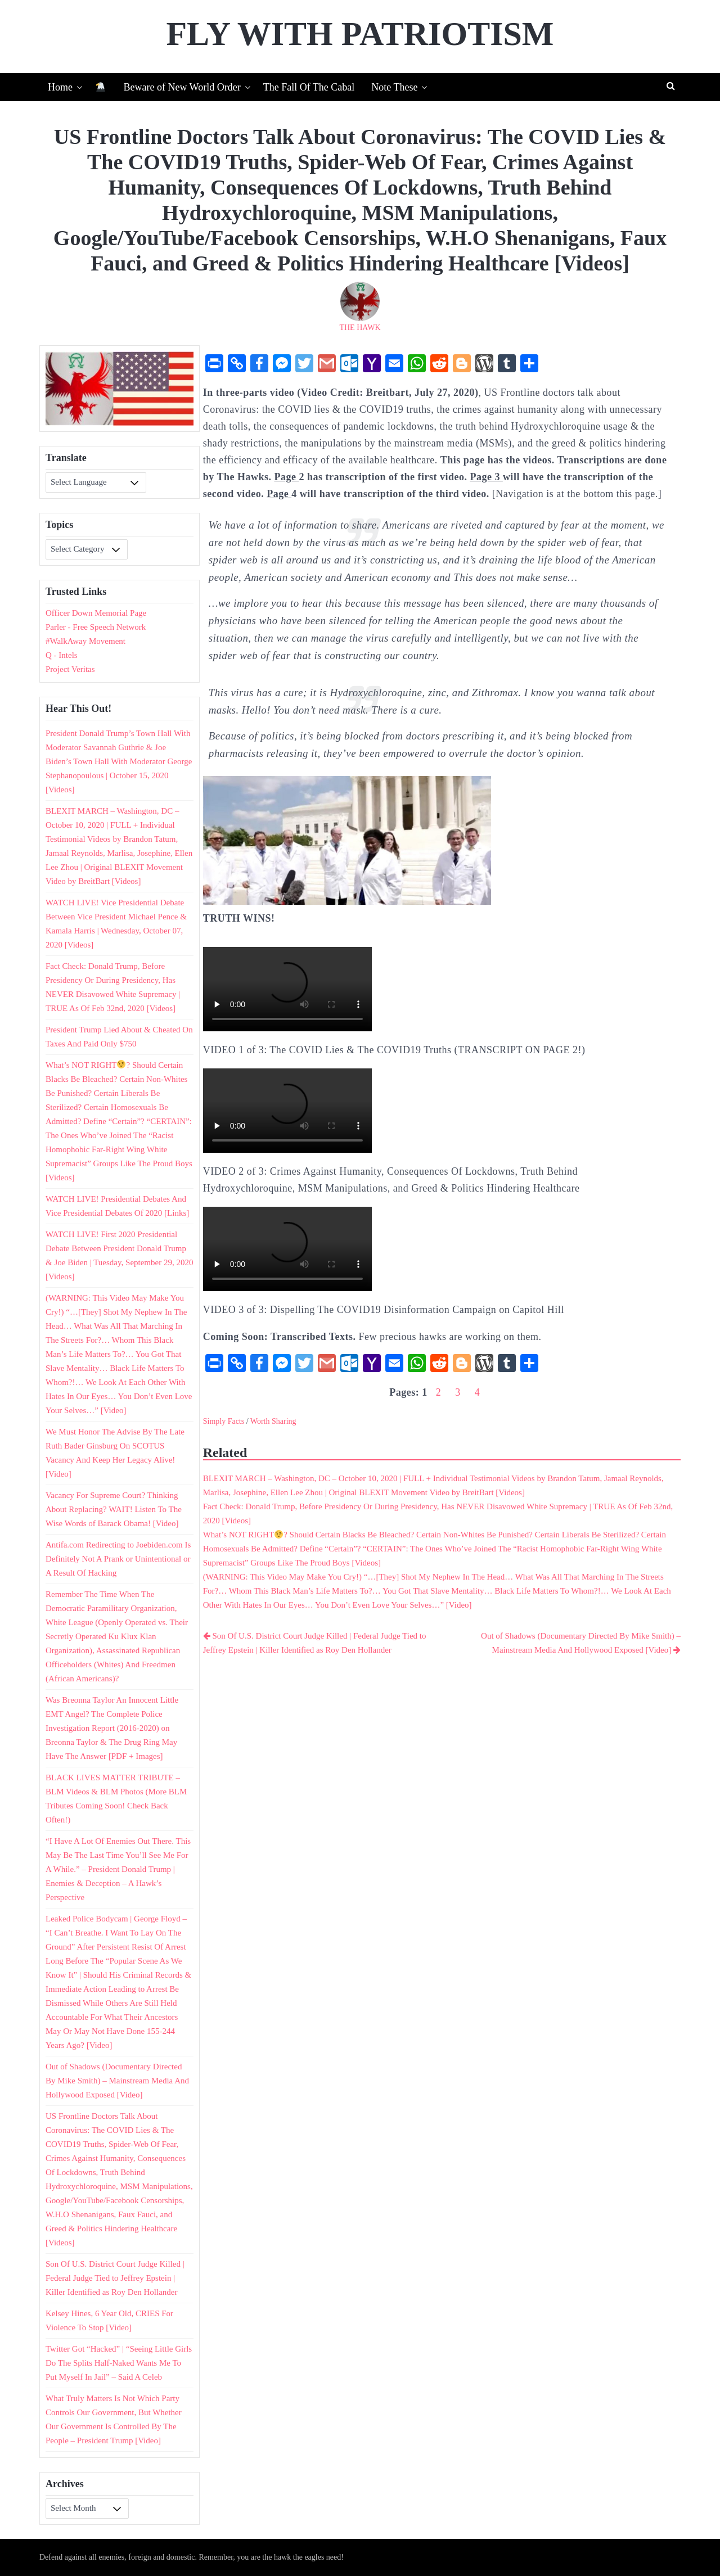 FLY WITH PATRIOTISM
Home
Beware of New World Order
The Fall Of The Cabal
Note These
US Frontline Doctors Talk About Coronavirus: The COVID Lies &
The COVID19 Truths, Spider-Web Of Fear, Crimes Against
Humanity, Consequences Of Lockdowns, Truth Behind
Hydroxychloroquine, MSM Manipulations,
Google/YouTube/Facebook Censorships, W.H.O Shenanigans, Faux
Fauci, and Greed & Politics Hindering Healthcare [Videos]
THE HAWK
Translate
Select Language
Topics
Select Category
Trusted Links
Officer Down Memorial Page
Parler - Free Speech Network
#WalkAway Movement
Q - Intels
Project Veritas
Hear This Out!
President Donald Trump's Town Hall With
Moderator Savannah Guthrie & Joe
Biden's Town Hall With Moderator George
Stephanopoulous | October 15, 2020
[Videos]
BLEXIT MARCH – Washington, DC –
October 10, 2020 | FULL + Individual
Testimonial Videos by Brandon Tatum,
Jamaal Reynolds, Marlisa, Josephine, Ellen
Lee Zhou | Original BLEXIT Movement
Video by BreitBart [Videos]
WATCH LIVE! Vice Presidential Debate
Between Vice President Michael Pence &
Kamala Harris | Wednesday, October 07,
2020 [Videos]
Fact Check: Donald Trump, Before
Presidency Or During Presidency, Has
NEVER Disavowed White Supremacy |
TRUE As Of Feb 32nd, 2020 [Videos]
President Trump Lied About & Cheated On
Taxes And Paid Only $750
What's NOT RIGHT😯? Should Certain
Blacks Be Bleached? Certain Non-Whites
Be Punished? Certain Liberals Be
Sterilized? Certain Homosexuals Be
Admitted? Define “Certain”? “CERTAIN”:
The Ones Who've Joined The “Racist
Homophobic Far-Right Wing White
Supremacist” Groups Like The Proud Boys
[Videos]
WATCH LIVE! Presidential Debates And
Vice Presidential Debates Of 2020 [Links]
WATCH LIVE! First 2020 Presidential
Debate Between President Donald Trump
& Joe Biden | Tuesday, September 29, 2020
[Videos]
(WARNING: This Video May Make You
Cry!) “…[They] Shot My Nephew In The
Head… What Was All That Marching In
The Streets For?… Whom This Black
Man's Life Matters To?… You Got That
Slave Mentality… Black Life Matters To
Whom?!… We Look At Each Other With
Hates In Our Eyes… You Don't Even Love
Your Selves…” [Video]
We Must Honor The Advise By The Late
Ruth Bader Ginsburg On SCOTUS
Vacancy And Keep Her Legacy Alive!
[Video]
Vacancy For Supreme Court? Thinking
About Replacing? WAIT! Listen To The
Wise Words of Barack Obama! [Video]
Antifa.com Redirecting to Joebiden.com Is
Definitely Not A Prank or Unintentional or
A Result Of Hacking
Remember The Time When The
Democratic Paramilitary Organization,
White League (Openly Operated vs. Their
Secretly Operated Ku Klux Klan
Organization), Assassinated Republican
Officeholders (Whites) And Freedmen
(African Americans)?
Was Breonna Taylor An Innocent Little
EMT Angel? The Complete Police
Investigation Report (2016-2020) on
Breonna Taylor & The Drug Ring May
Have The Answer [PDF + Images]
BLACK LIVES MATTER TRIBUTE –
BLM Videos & BLM Photos (More BLM
Tributes Coming Soon! Check Back
Often!)
“I Have A Lot Of Enemies Out There. This
May Be The Last Time You'll See Me For
A While.” – President Donald Trump |
Enemies & Deception – A Hawk's
Perspective
Leaked Police Bodycam | George Floyd –
“I Can't Breathe. I Want To Lay On The
Ground” After Persistent Resist Of Arrest
Long Before The “Popular Scene As We
Know It” | Should His Criminal Records &
Immediate Action Leading to Arrest Be
Dismissed While Others Are Still Held
Accountable For What Their Ancestors
May Or May Not Have Done 155-244
Years Ago? [Video]
Out of Shadows (Documentary Directed
By Mike Smith) – Mainstream Media And
Hollywood Exposed [Video]
US Frontline Doctors Talk About
Coronavirus: The COVID Lies & The
COVID19 Truths, Spider-Web Of Fear,
Crimes Against Humanity, Consequences
Of Lockdowns, Truth Behind
Hydroxychloroquine, MSM Manipulations,
Google/YouTube/Facebook Censorships,
W.H.O Shenanigans, Faux Fauci, and
Greed & Politics Hindering Healthcare
[Videos]
Son Of U.S. District Court Judge Killed |
Federal Judge Tied to Jeffrey Epstein |
Killer Identified as Roy Den Hollander
Kelsey Hines, 6 Year Old, CRIES For
Violence To Stop [Video]
Twitter Got “Hacked” | “Seeing Little Girls
Do The Splits Half-Naked Wants Me To
Put Myself In Jail” – Said A Celeb
What Truly Matters Is Not Which Party
Controls Our Government, But Whether
Our Government Is Controlled By The
People – President Trump [Video]
Archives
Select Month
In three-parts video (Video Credit: Breitbart, July 27, 2020), US Frontline doctors talk about
Coronavirus: the COVID lies & the COVID19 truths, the crimes against humanity along with unnecessary
death tolls, the consequences of pandemic lockdowns, the truth behind Hydroxychloroquine usage & the
shady restrictions, the manipulations by the mainstream media (MSMs), and the greed & politics hindering
the efficiency and efficacy of the available healthcare. This page has the videos. Transcriptions are done
by The Hawks. Page 2 has transcription of the first video. Page 3 will have the transcription of the
second video. Page 4 will have transcription of the third video. [Navigation is at the bottom this page.]
We have a lot of information to share. Americans are riveted and captured by fear at the moment, we
are not held down by the virus as much as we're being held down by the spider web of fear, that
spider web is all around us and it's constricting us, and it's draining the life blood of the American
people, American society and American economy and This does not make sense…
…we implore you to hear this because this message has been silenced, there are many thousands of
physicians who have been silenced for telling the American people the good news about the
situation, then we can manage the virus carefully and intelligently, but we can not live with the
spider web of fear that is constructing our country.
This virus has a cure; it is Hydroxychloroquine, zinc, and Zithromax. I know you wanna talk about
masks. Hello! You don't need mask. There is a cure.
Because of politics, it's being blocked from doctors prescribing it, and it's being blocked from
pharmacists releasing it, they've been empowered to overrule the doctor's opinion.
TRUTH WINS!
0:00
VIDEO 1 of 3: The COVID Lies & The COVID19 Truths (TRANSCRIPT ON PAGE 2!)
0:00
VIDEO 2 of 3: Crimes Against Humanity, Consequences Of Lockdowns, Truth Behind
Hydroxychloroquine, MSM Manipulations, and Greed & Politics Hindering Healthcare
0:00
VIDEO 3 of 3: Dispelling The COVID19 Disinformation Campaign on Capitol Hill
Coming Soon: Transcribed Texts. Few precious hawks are working on them.
Pages: 1 2 3 4
Simply Facts / Worth Sharing
Related
BLEXIT MARCH – Washington, DC – October 10, 2020 | FULL + Individual Testimonial Videos by Brandon Tatum, Jamaal Reynolds,
Marlisa, Josephine, Ellen Lee Zhou | Original BLEXIT Movement Video by BreitBart [Videos]
Fact Check: Donald Trump, Before Presidency Or During Presidency, Has NEVER Disavowed White Supremacy | TRUE As Of Feb 32nd,
2020 [Videos]
What's NOT RIGHT😯? Should Certain Blacks Be Bleached? Certain Non-Whites Be Punished? Certain Liberals Be Sterilized? Certain
Homosexuals Be Admitted? Define “Certain”? “CERTAIN”: The Ones Who've Joined The “Racist Homophobic Far-Right Wing White
Supremacist” Groups Like The Proud Boys [Videos]
(WARNING: This Video May Make You Cry!) “…[They] Shot My Nephew In The Head… What Was All That Marching In The Streets
For?… Whom This Black Man's Life Matters To?… You Got That Slave Mentality… Black Life Matters To Whom?!… We Look At Each
Other With Hates In Our Eyes… You Don't Even Love Your Selves…” [Video]
Son Of U.S. District Court Judge Killed | Federal Judge Tied to
Jeffrey Epstein | Killer Identified as Roy Den Hollander
Out of Shadows (Documentary Directed By Mike Smith) –
Mainstream Media And Hollywood Exposed [Video]
Defend against all enemies, foreign and domestic. Remember, you are the hawk the eagles need!